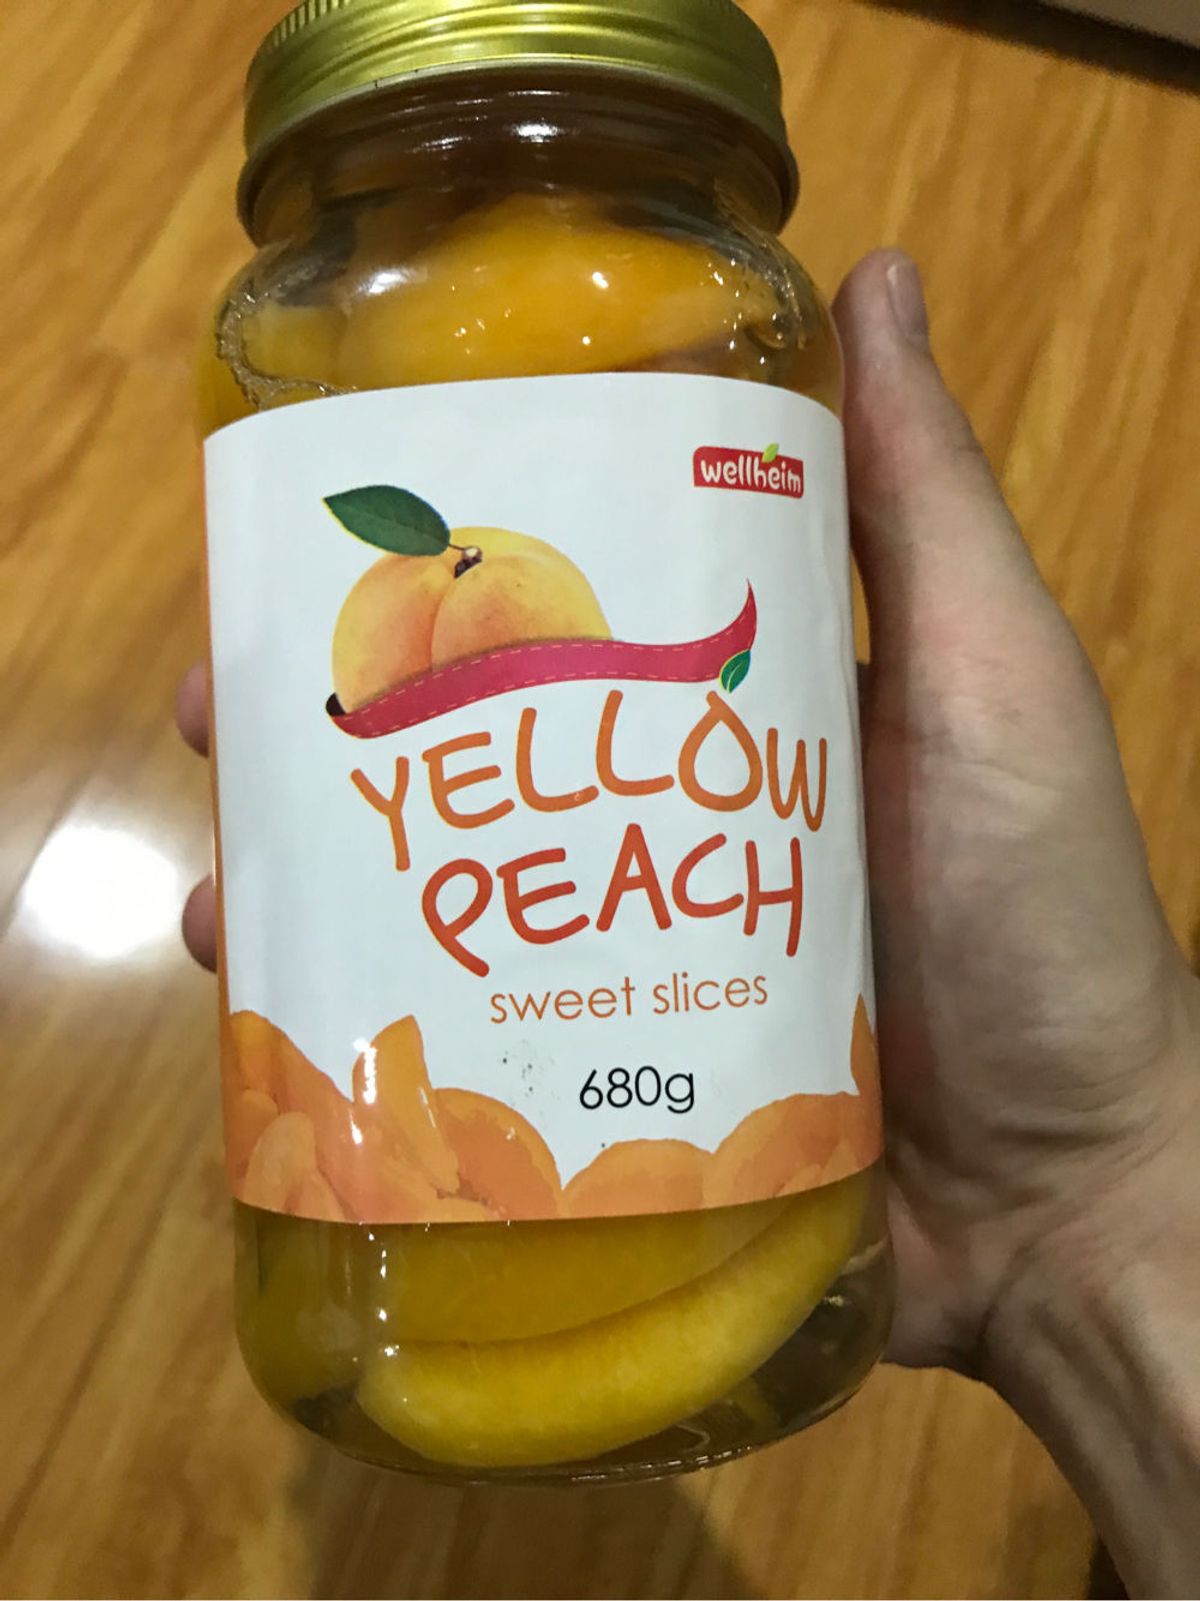 wellheim
YELLOW
PEACH
sweet slices
680g